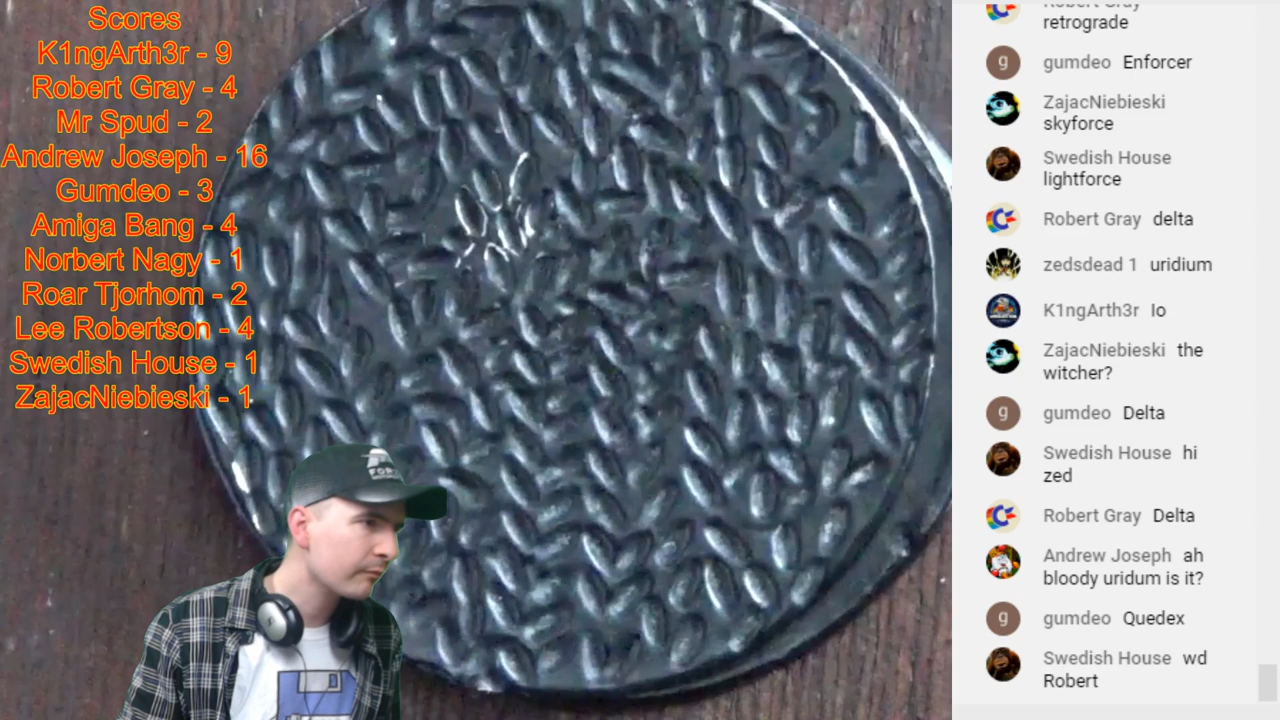 Scores
K1ngArth3r - 9
Robert Gray - 4
Mr Spud - 2
Andrew Joseph - 16
Gumdeo - 3
Amiga Bang - 4
Norbert Nagy - 1
Roar Tjorhom - 2
Lee Robertson - 4
Swedish House - 1
ZajacNiebieski - 1
Robert Gray
retrograde
g gumdeo Enforcer
ZajacNiebieski
skyforce
Swedish House
lightforce
Robert Gray delta
zedsdead 1 uridium
K1ngArth3r Io
ZajacNiebieski the
witcher?
g gumdeo Delta
Swedish House hi
zed
Robert Gray Delta
Andrew Joseph ah
bloody uridum is it?
g gumdeo Quedex
Swedish House wd
Robert